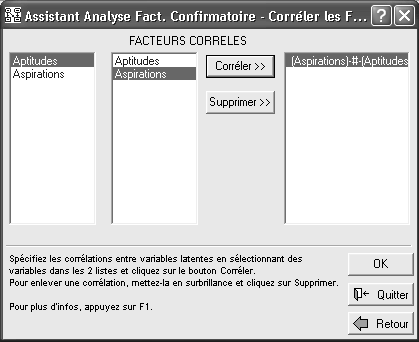 Assistant Analyse Fact. Confirmatoire - Corréler les F...
FACTEURS CORRELES
Aptitudes
Aspirations
Aptitudes
Aspirations
Corréler >>
Supprimer >>
(Aspirations)-#-(Aptitudes
Spécifiez les corrélations entre variables latentes en sélectionnant des
variables dans les 2 listes et cliquez sur le bouton Corréler.
Pour enlever une corrélation, mettez-la en surbrillance et cliquez sur Supprimer.
Pour plus d'infos, appuyez sur F1.
OK
Quitter
Retour